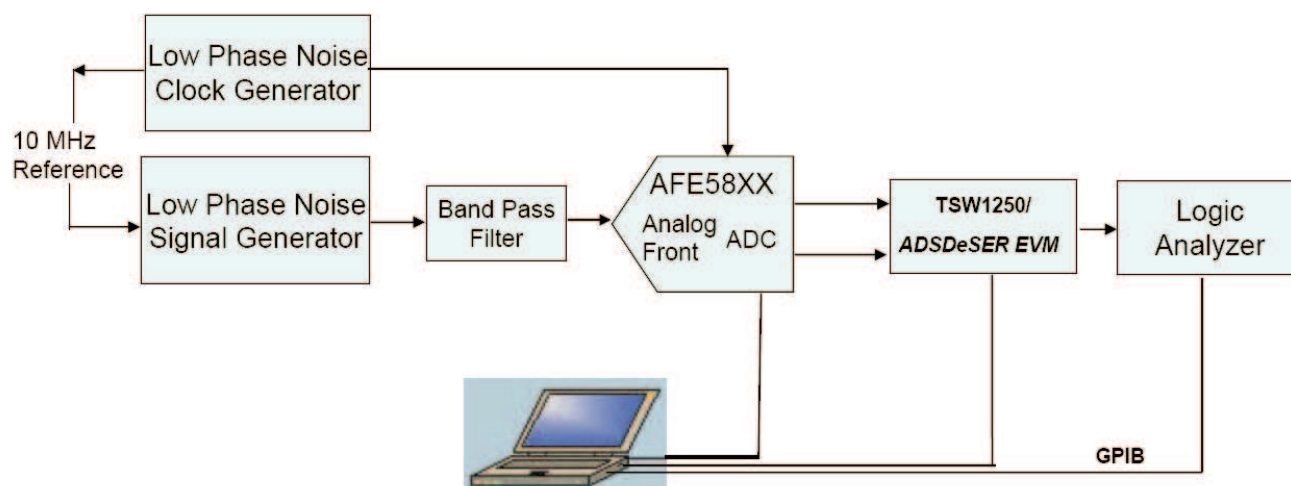 Low Phase Noise
Clock Generator
10 MHz
Reference
Low Phase Noise
Signal Generator
Band Pass
Filter
AFE58XX
Analog
Front
ADC
TSW1250/
ADSDeSER EVM
Logic
Analyzer
GPIB